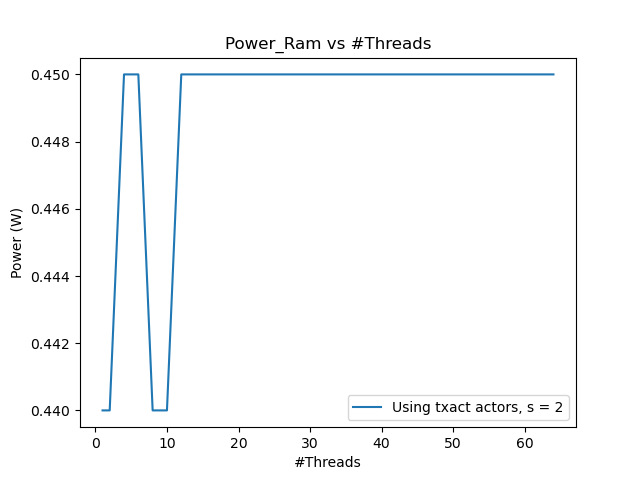 Power_Ram vs #Threads
0.450
0.448
0.446
0.444
0.442
0.440
Power (W)
Using txact actors, s = 2
0 10 20 30 40 50 60
#Threads